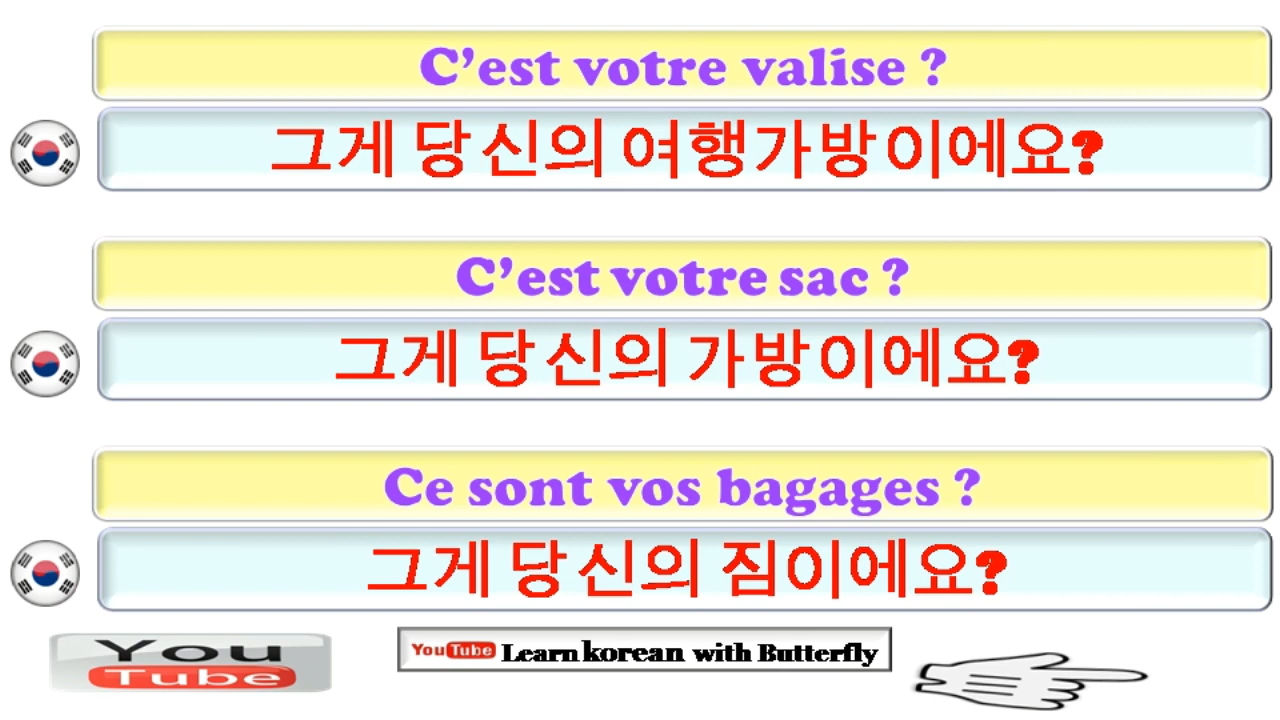 C’est votre valise ?
그게 당신의 여행가방이에요?
C’est votre sac ?
그게 당신의 가방이에요?
Ce sont vos bagages ?
그게 당신의 짐이에요?
You
Tube
YouTube Learn korean with Butterfly